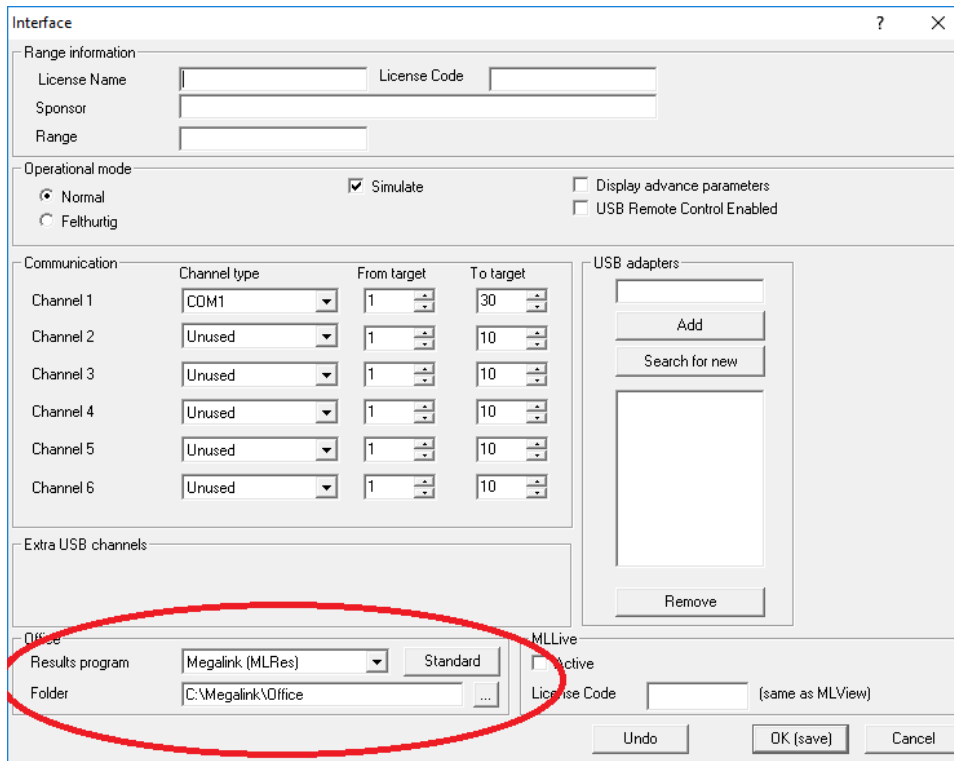 Interface ?
Range information
License Name License Code
Sponsor
Range
Operational mode
Normal Simulate Display advance parameters
Felthurtig USB Remote Control Enabled
Communication USB adapters
Channel type From target To target
Channel 1 COM1 1 30
Add
Channel 2 Unused 1 10
Search for new
Channel 3 Unused 1 10
Channel 4 Unused 1 10
Channel 5 Unused 1 10
Channel 6 Unused 1 10
Extra USB channels
Remove
Office MLLive
Results program Megalink (MLRes) Standard Active
Folder C:\Megalink\Office ... License Code (same as MLView)
Undo OK (save) Cancel